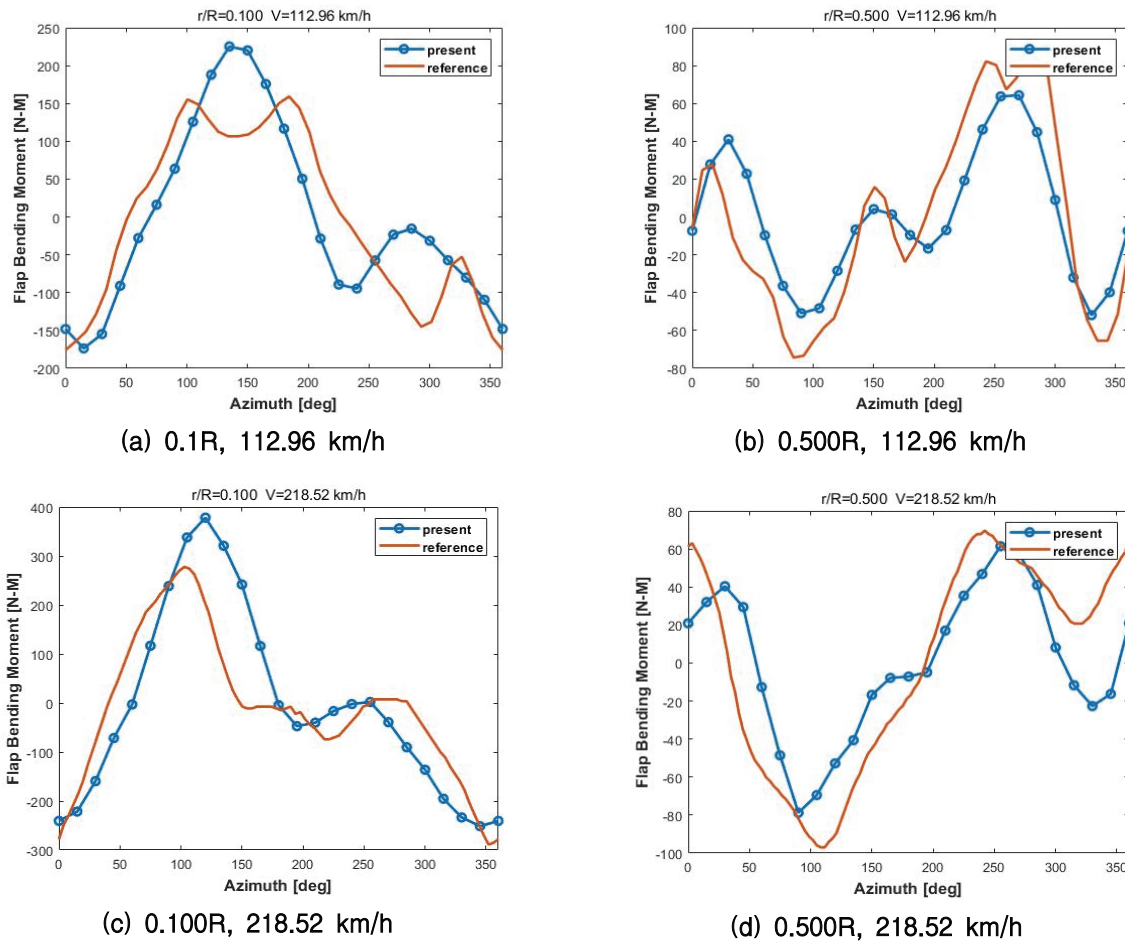 r/R=0.100 V=112.96 km/h
250
200
150
100
50
0
-50
-100
-150
-200
Flap Bending Moment [N-M]
present
reference
0 50 100 150 200 250 300 350
Azimuth [deg]
(a) 0.1R, 112.96 km/h
r/R=0.500 V=112.96 km/h
100
80
60
40
20
0
-20
-40
-60
-80
Flap Bending Moment [N-M]
present
reference
0 50 100 150 200 250 300 350
Azimuth [deg]
(b) 0.500R, 112.96 km/h
r/R=0.100 V=218.52 km/h
400
300
200
100
0
-100
-200
-300
Flap Bending Moment [N-M]
present
reference
0 50 100 150 200 250 300 350
Azimuth [deg]
(c) 0.100R, 218.52 km/h
r/R=0.500 V=218.52 km/h
80
60
40
20
0
-20
-40
-60
-80
-100
Flap Bending Moment [N-M]
present
reference
0 50 100 150 200 250 300 350
Azimuth [deg]
(d) 0.500R, 218.52 km/h